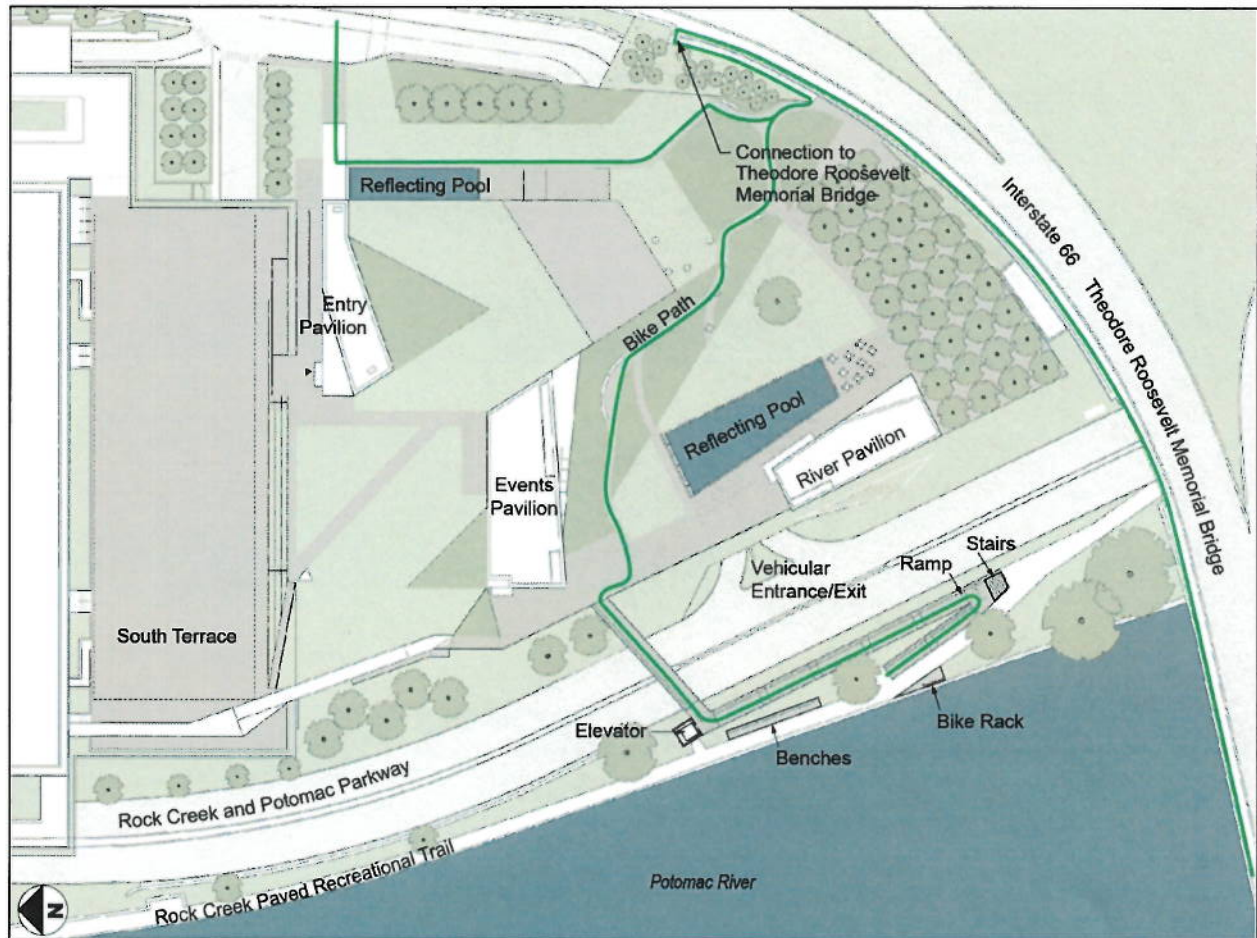 Connection to
Theodore Roosevelt
Memorial Bridge
Reflecting Pool
Interstate 66 Theodore Roosevelt Memorial Bridge
Entry
Pavilion
Bike Path
Reflecting Pool
River Pavilion
Events
Pavilion
Stairs
Ramp
Vehicular
Entrance/Exit
South Terrace
Elevator
Bike Rack
Benches
Rock Creek and Potomac Parkway
Rock Creek Paved Recreational Trail
Potomac River
N